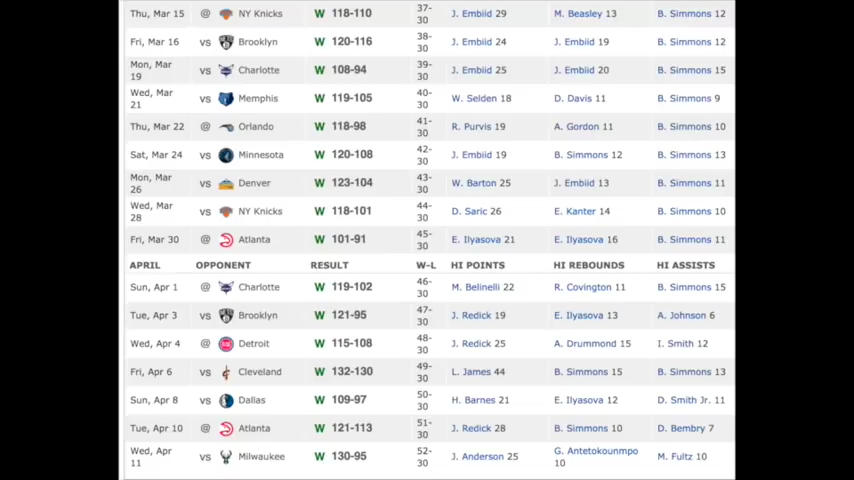 Thu, Mar 15 @ NY Knicks W 118-110 37-30 J. Embiid 29 M. Beasley 13 B. Simmons 12
Fri, Mar 16 vs Brooklyn W 120-116 38-30 J. Embiid 24 J. Embiid 19 B. Simmons 12
Mon, Mar 19 vs Charlotte W 108-94 39-30 J. Embiid 25 J. Embiid 20 B. Simmons 15
Wed, Mar 21 vs Memphis W 119-105 40-30 W. Selden 18 D. Davis 11 B. Simmons 9
Thu, Mar 22 @ Orlando W 118-98 41-30 R. Purvis 19 A. Gordon 11 B. Simmons 10
Sat, Mar 24 vs Minnesota W 120-108 42-30 J. Embiid 19 B. Simmons 12 B. Simmons 13
Mon, Mar 26 vs Denver W 123-104 43-30 W. Barton 25 J. Embiid 13 B. Simmons 11
Wed, Mar 28 vs NY Knicks W 118-101 44-30 D. Saric 26 E. Kanter 14 B. Simmons 10
Fri, Mar 30 @ Atlanta W 101-91 45-30 E. Ilyasova 21 E. Ilyasova 16 B. Simmons 11
APRIL OPPONENT RESULT W-L HI POINTS HI REBOUNDS HI ASSISTS
Sun, Apr 1 @ Charlotte W 119-102 46-30 M. Belinelli 22 R. Covington 11 B. Simmons 15
Tue, Apr 3 vs Brooklyn W 121-95 47-30 J. Redick 19 E. Ilyasova 13 A. Johnson 6
Wed, Apr 4 @ Detroit W 115-108 48-30 J. Redick 25 A. Drummond 15 I. Smith 12
Fri, Apr 6 vs Cleveland W 132-130 49-30 L. James 44 B. Simmons 15 B. Simmons 13
Sun, Apr 8 vs Dallas W 109-97 50-30 H. Barnes 21 E. Ilyasova 12 D. Smith Jr. 11
Tue, Apr 10 @ Atlanta W 121-113 51-30 J. Redick 28 B. Simmons 10 D. Bembry 7
Wed, Apr 11 vs Milwaukee W 130-95 52-30 J. Anderson 25 G. Antetokounmpo 10 M. Fultz 10